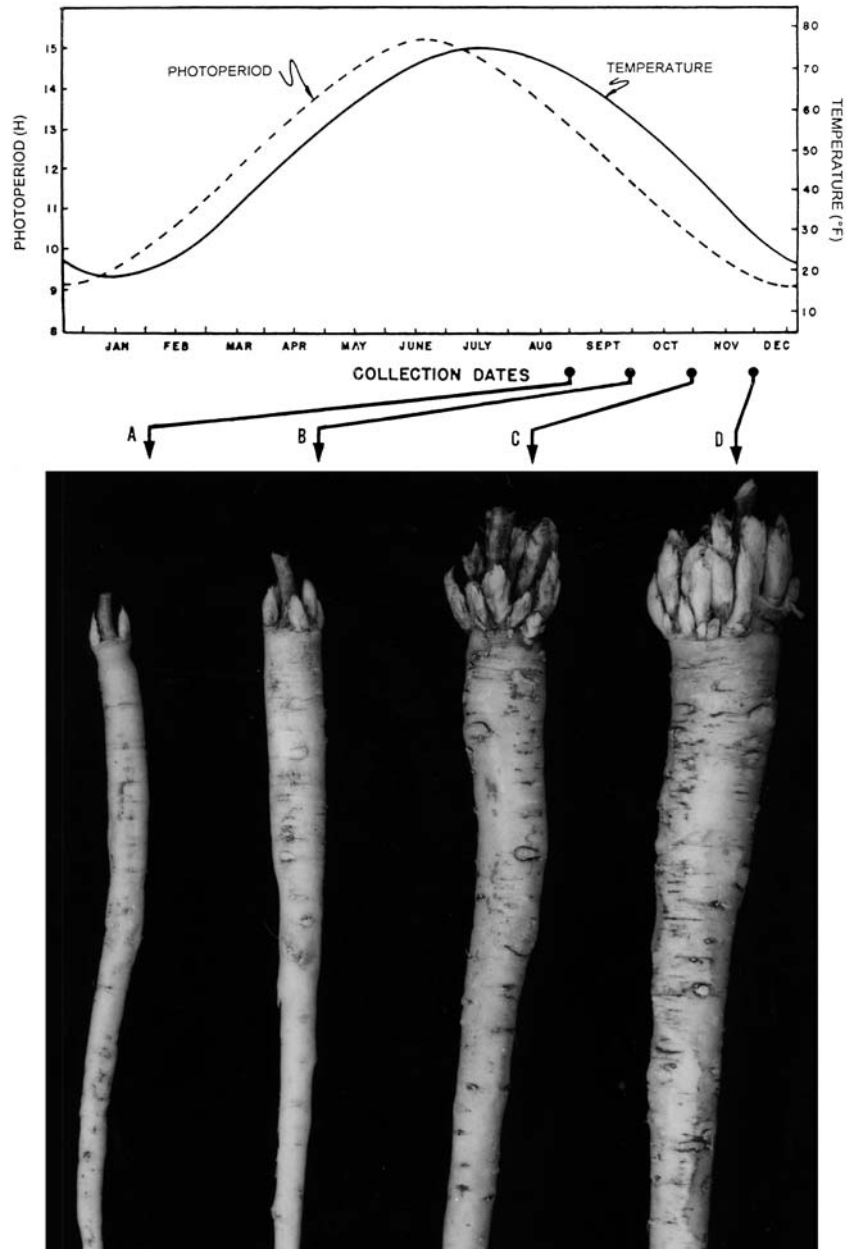 PHOTOPERIOD (H)
15
14
13
12
11
10
9
8
PHOTOPERIOD
TEMPERATURE
80
70
60
50
40
30
20
10
TEMPERATURE (°F)
JAN FEB MAR APR MAY JUNE JULY AUG SEPT OCT NOV DEC
COLLECTION DATES
A B C D